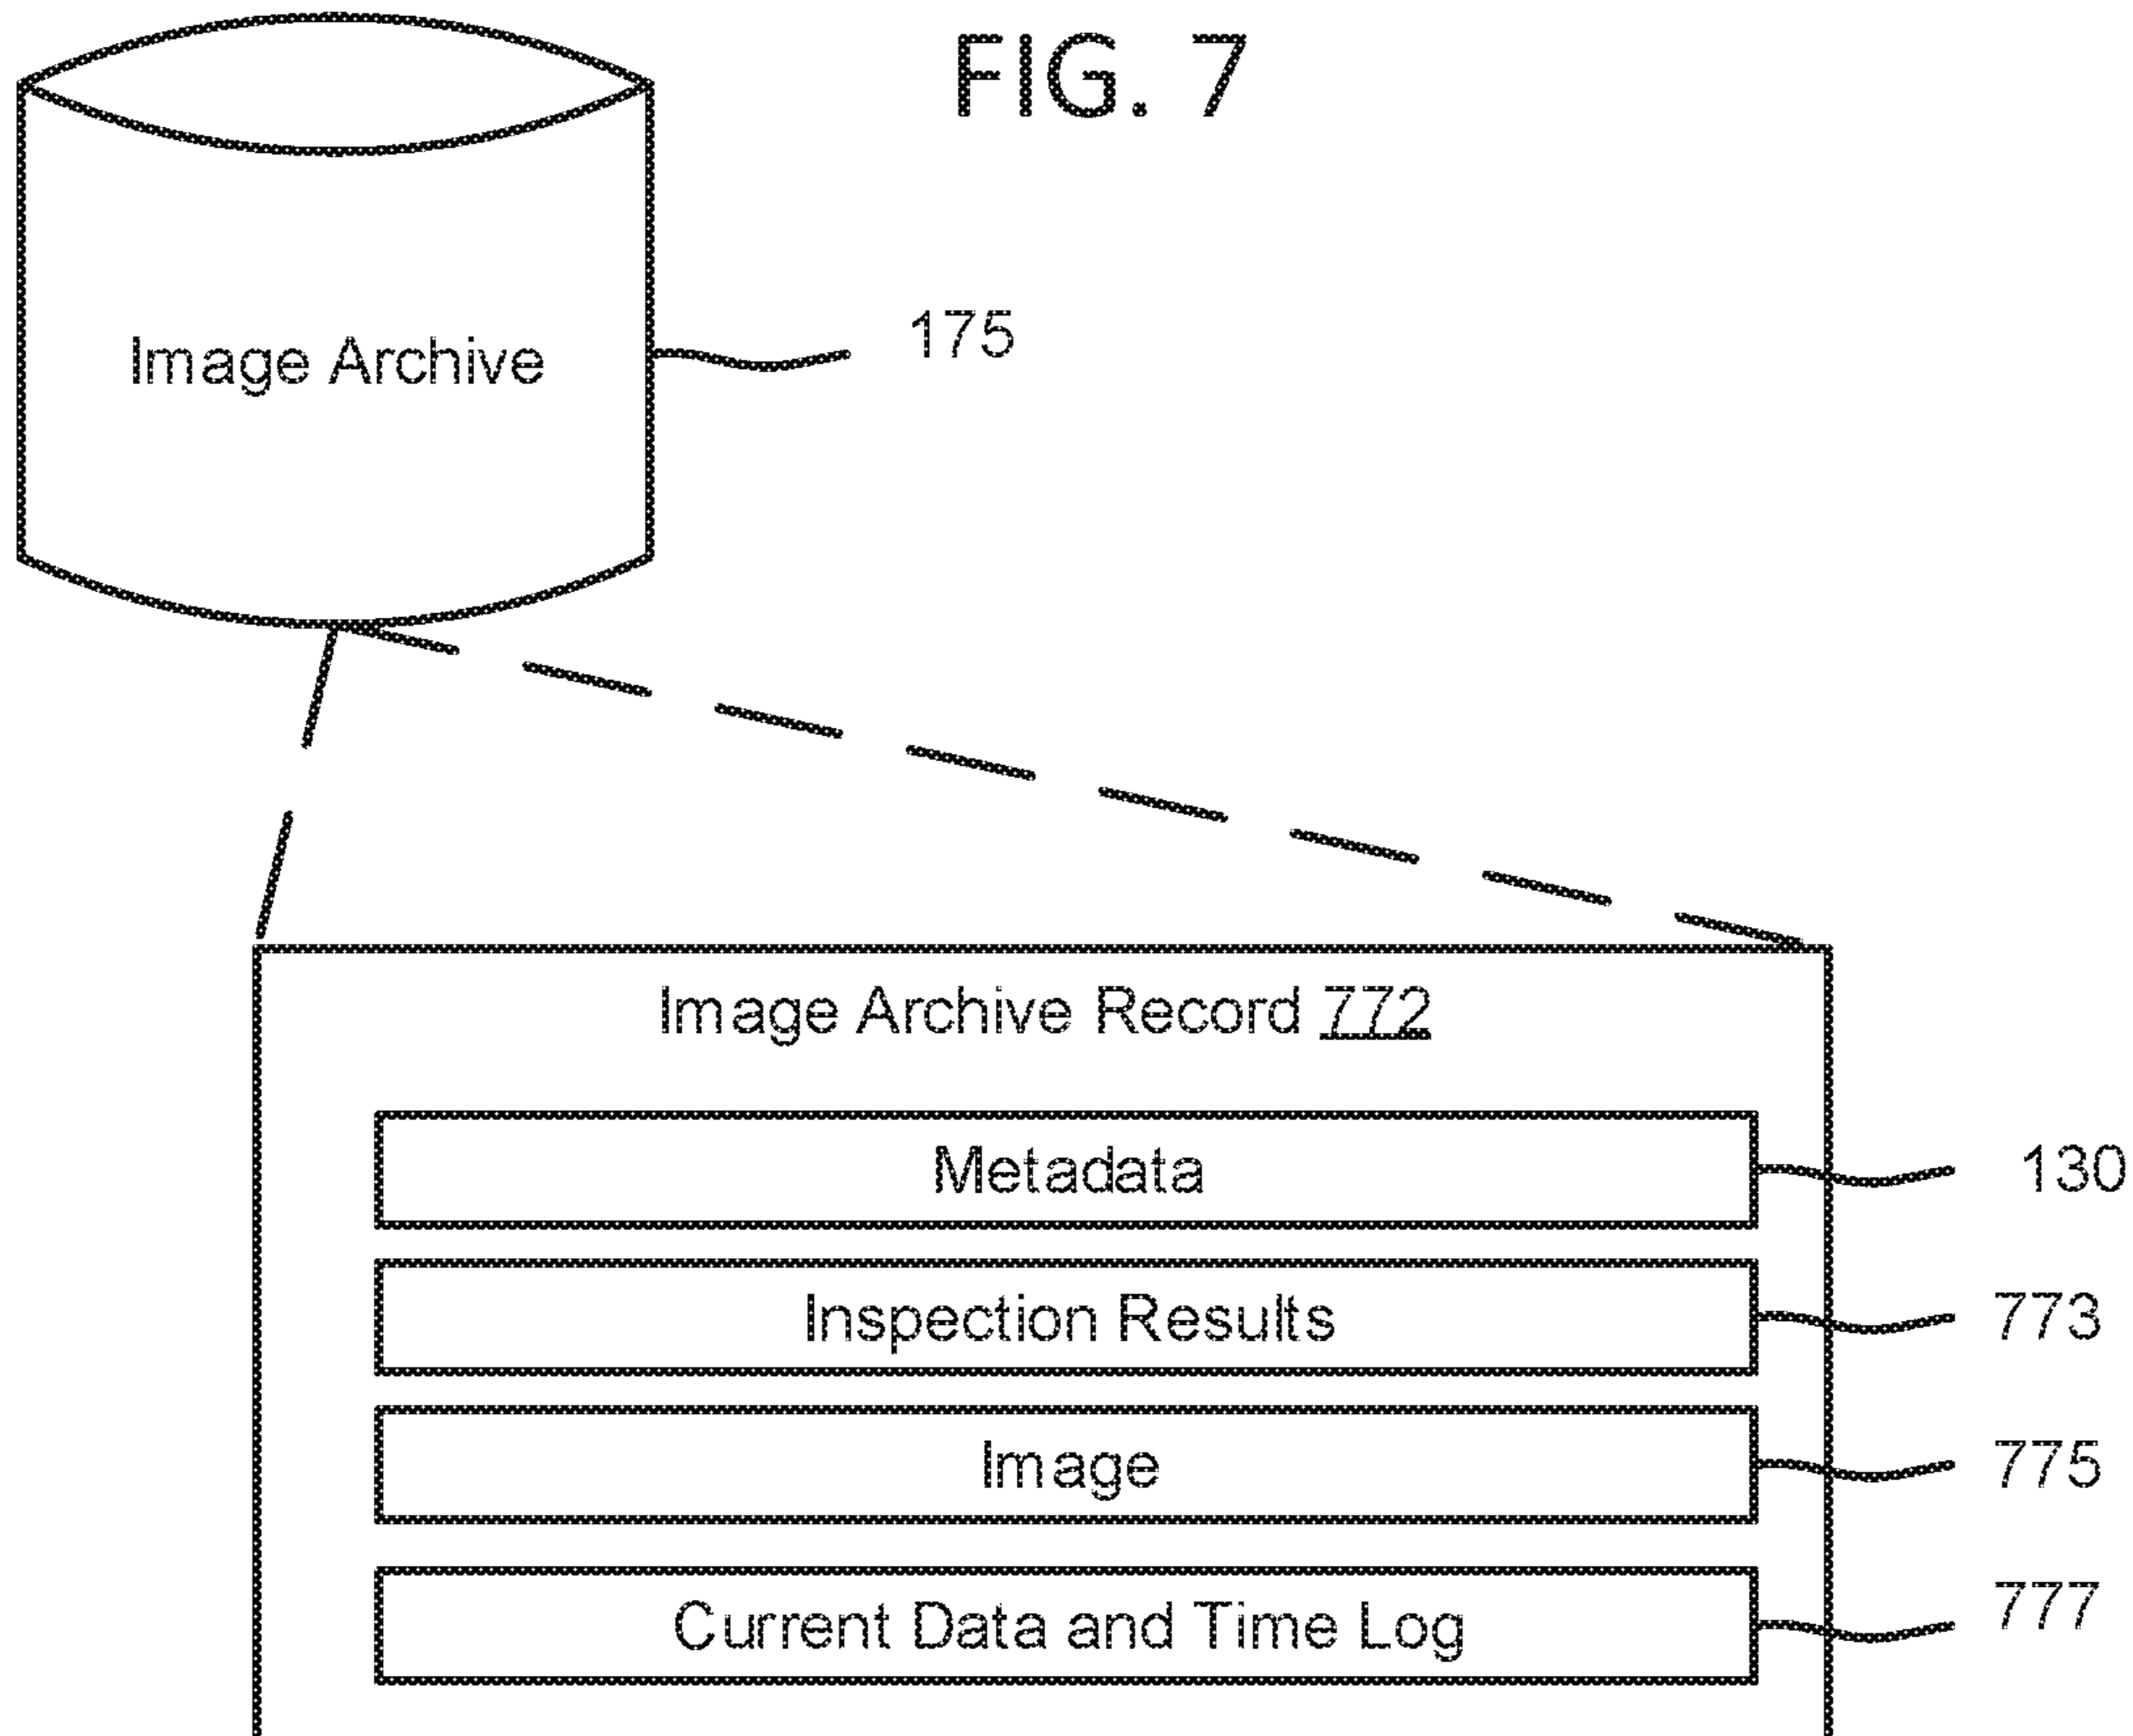 FIG. 7
Image Archive
175
Image Archive Record 772
Metadata
130
Inspection Results
773
Image
775
Current Data and Time Log
777